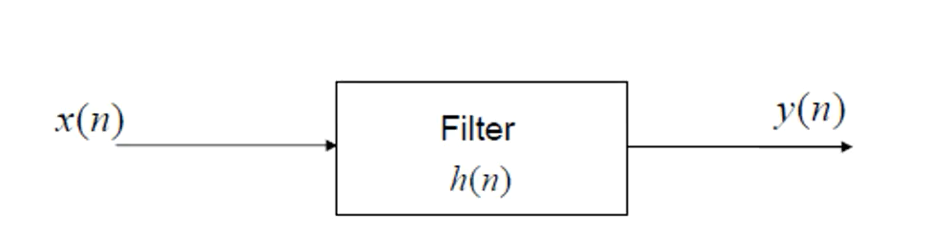 x(n)
Filter
h(n)
y(n)